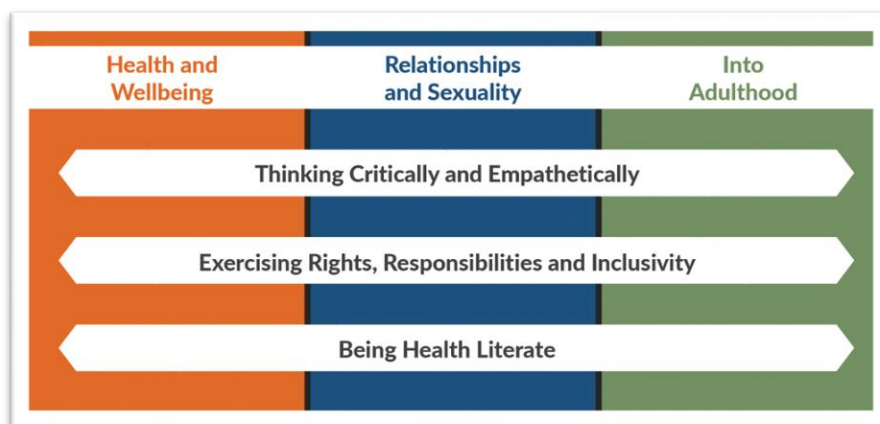 Health and
Wellbeing
Relationships
and Sexuality
Into
Adulthood
Thinking Critically and Empathetically
Exercising Rights, Responsibilities and Inclusivity
Being Health Literate